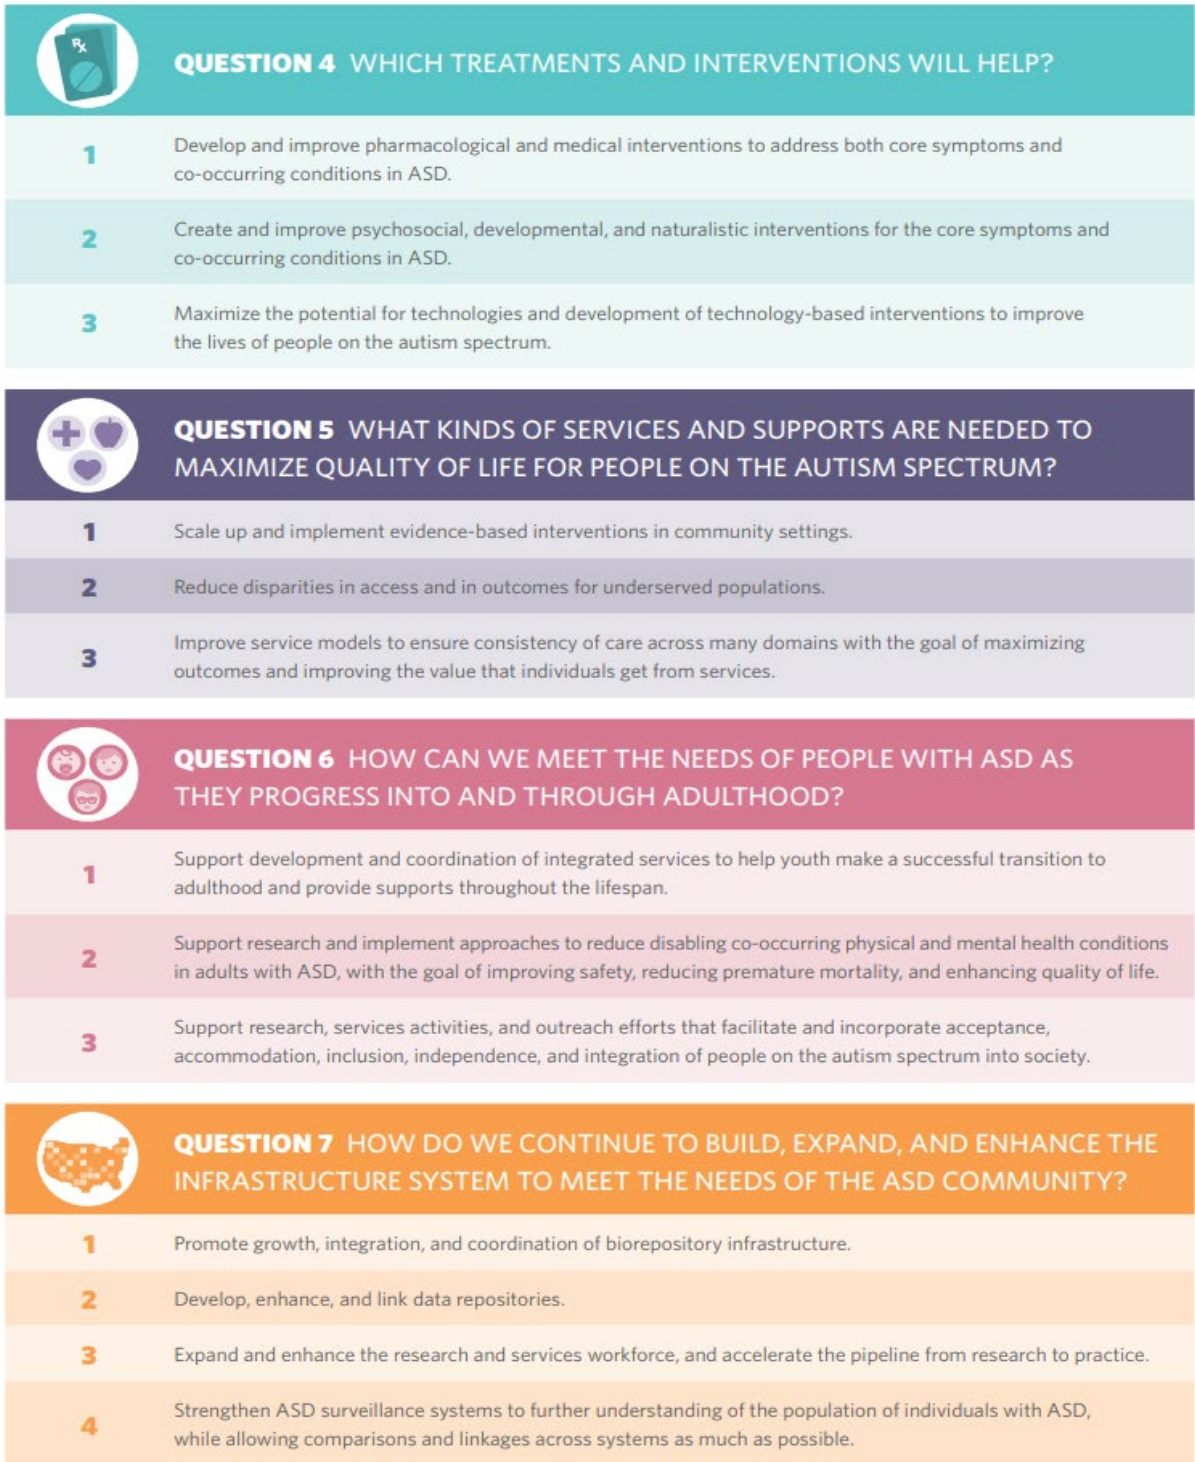 Rx
QUESTION 4 WHICH TREATMENTS AND INTERVENTIONS WILL HELP?
1
Develop and improve pharmacological and medical interventions to address both core symptoms and
co-occurring conditions in ASD.
2
Create and improve psychosocial, developmental, and naturalistic interventions for the core symptoms and
co-occurring conditions in ASD.
3
Maximize the potential for technologies and development of technology-based interventions to improve
the lives of people on the autism spectrum.
QUESTION 5 WHAT KINDS OF SERVICES AND SUPPORTS ARE NEEDED TO
MAXIMIZE QUALITY OF LIFE FOR PEOPLE ON THE AUTISM SPECTRUM?
1
Scale up and implement evidence-based interventions in community settings.
2
Reduce disparities in access and in outcomes for underserved populations.
3
Improve service models to ensure consistency of care across many domains with the goal of maximizing
outcomes and improving the value that individuals get from services.
QUESTION 6 HOW CAN WE MEET THE NEEDS OF PEOPLE WITH ASD AS
THEY PROGRESS INTO AND THROUGH ADULTHOOD?
1
Support development and coordination of integrated services to help youth make a successful transition to
adulthood and provide supports throughout the lifespan.
2
Support research and implement approaches to reduce disabling co-occurring physical and mental health conditions
in adults with ASD, with the goal of improving safety, reducing premature mortality, and enhancing quality of life.
3
Support research, services activities, and outreach efforts that facilitate and incorporate acceptance,
accommodation, inclusion, independence, and integration of people on the autism spectrum into society.
QUESTION 7 HOW DO WE CONTINUE TO BUILD, EXPAND, AND ENHANCE THE
INFRASTRUCTURE SYSTEM TO MEET THE NEEDS OF THE ASD COMMUNITY?
1
Promote growth, integration, and coordination of biorepository infrastructure.
2
Develop, enhance, and link data repositories.
3
Expand and enhance the research and services workforce, and accelerate the pipeline from research to practice.
4
Strengthen ASD surveillance systems to further understanding of the population of individuals with ASD,
while allowing comparisons and linkages across systems as much as possible.